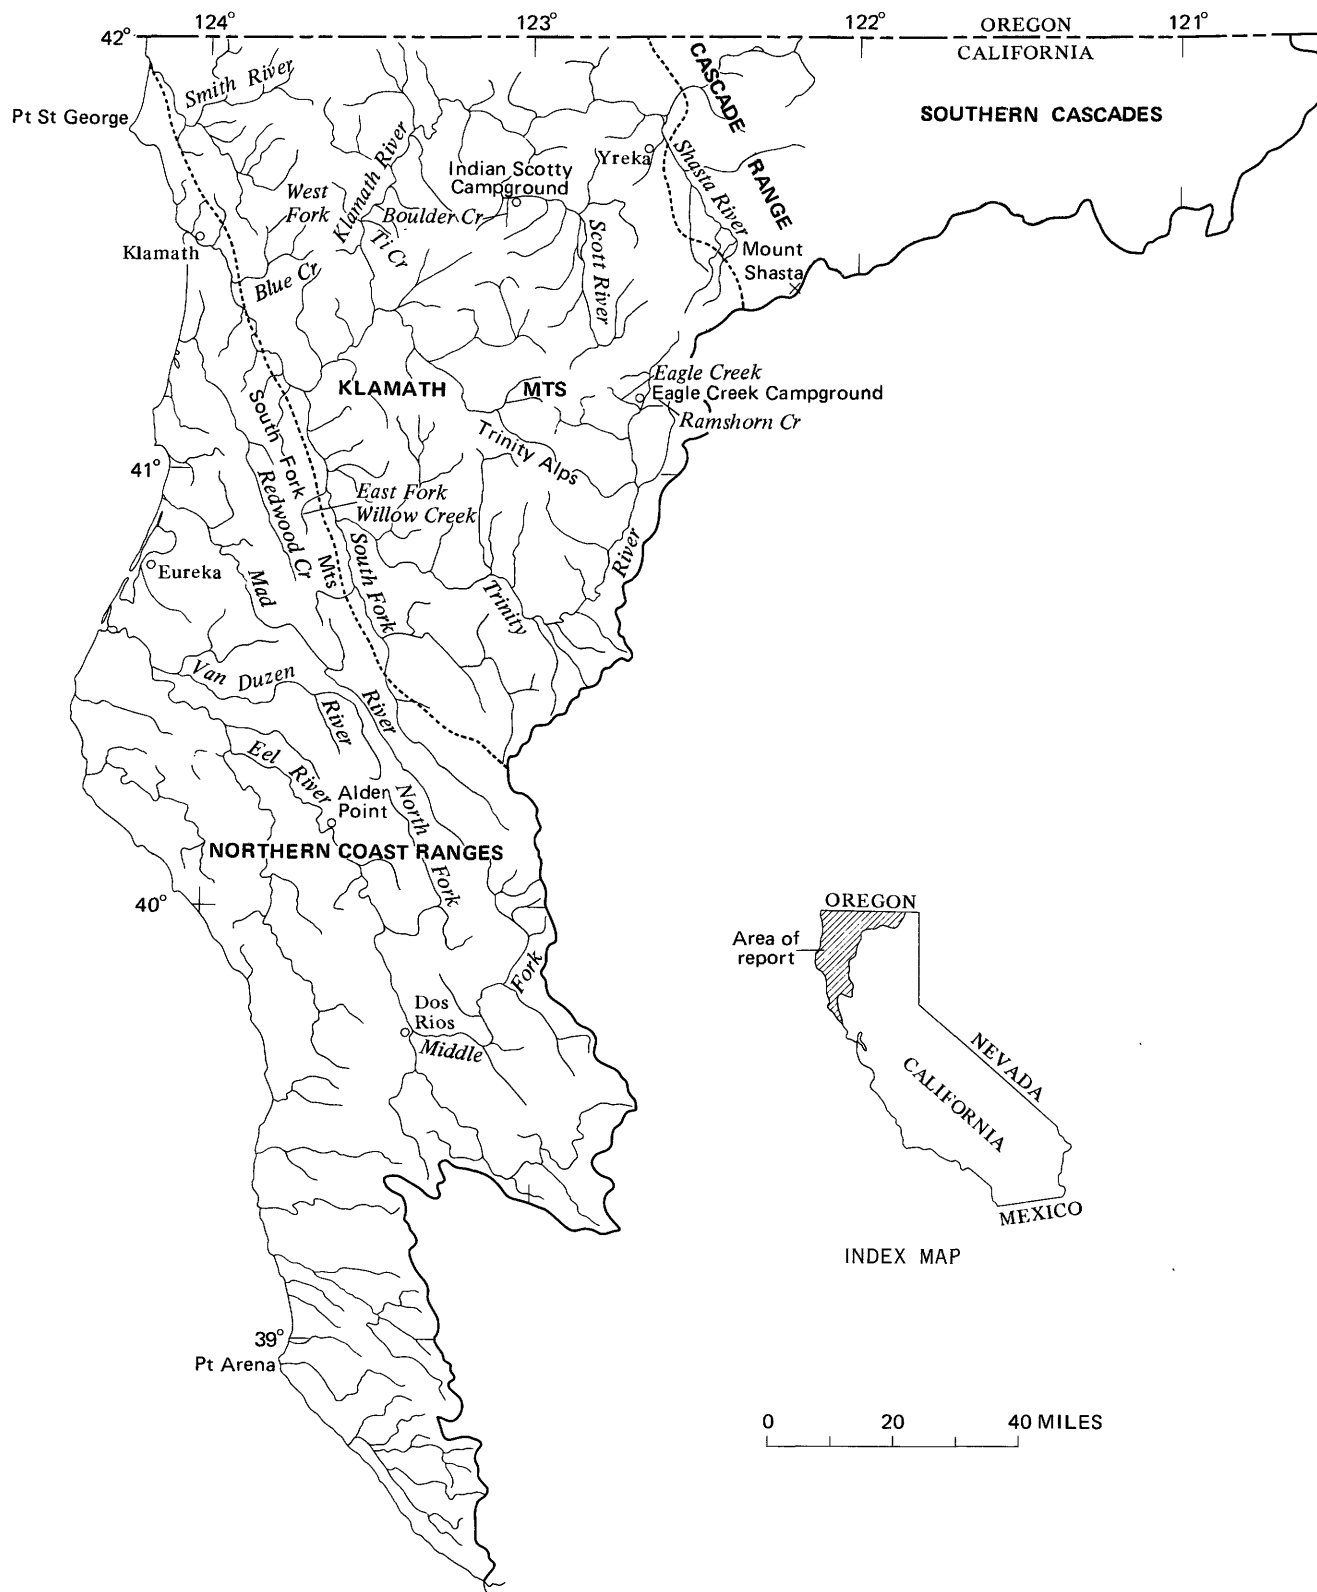 124°
123°
122°
OREGON
121°
42°
CALIFORNIA
CASCADE
RANGE
SOUTHERN CASCADES
Smith River
Pt St George
Klamath River
Yreka
Indian Scotty
Campground
Shasta River
West
Fork
Boulder Cr
Ti Cr
Scott River
Klamath
Mount
Shasta
Blue Cr
Eagle Creek
KLAMATH MTS
Eagle Creek Campground
Ramshorn Cr
South Fork
Mts
Trinity Alps
41°
Redwood Cr
East Fork
Willow Creek
South Fork
Trinity
River
Eureka
Mad
River
Van Duzen
River
Eel River
Alder
Point
North
Fork
NORTHERN COAST RANGES
40°
Fork
Dos
Rios
Middle
39°
Pt Arena
OREGON
Area of
report
NEVADA
CALIFORNIA
MEXICO
INDEX MAP
0 20 40 MILES